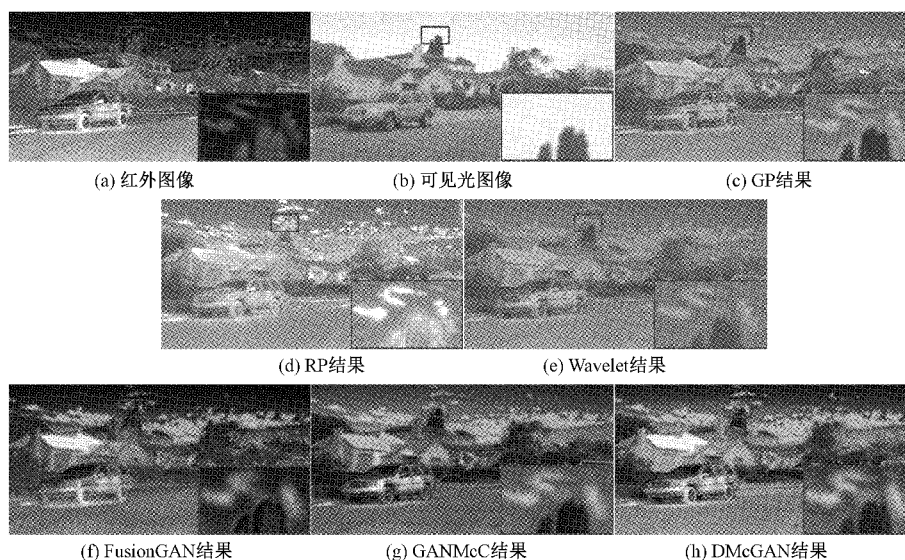 (a) 红外图像
(b) 可见光图像
(c) GP结果
(d) RP结果
(e) Wavelet结果
(f) FusionGAN结果
(g) GANMcC结果
(h) DMcGAN结果